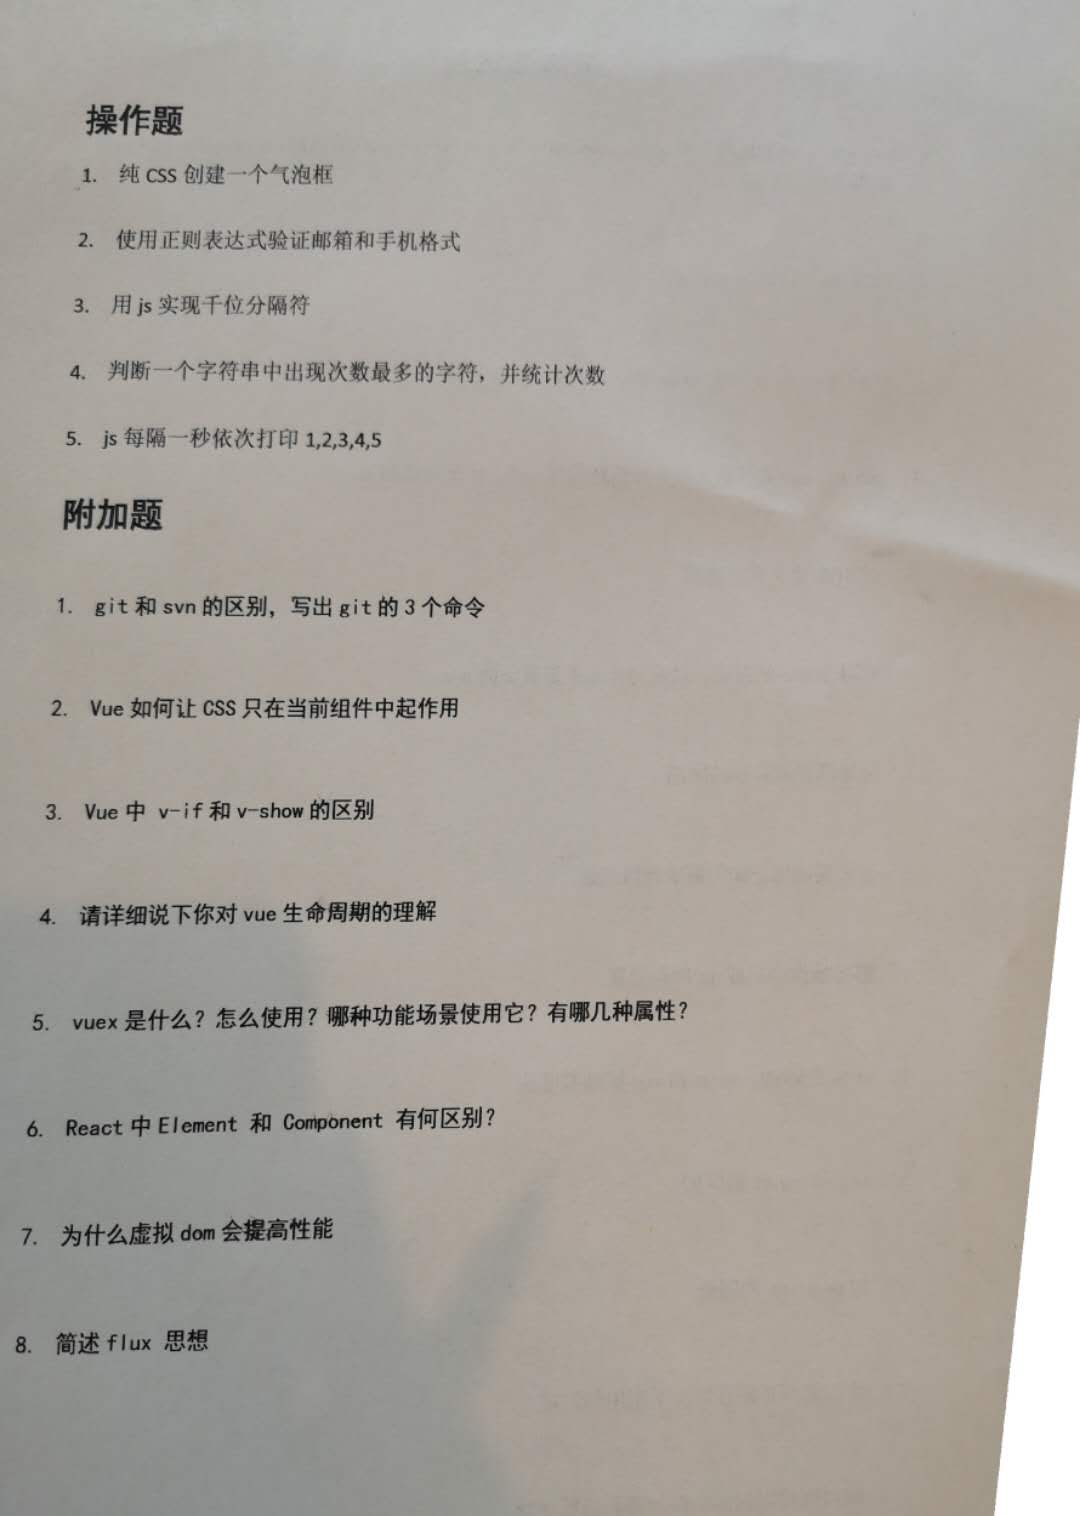 操作题
1. 纯 CSS 创建一个气泡框
2. 使用正则表达式验证邮箱和手机格式
3. 用 js 实现千位分隔符
4. 判断一个字符串中出现次数最多的字符，并统计次数
5. js 每隔一秒依次打印 1,2,3,4,5
附加题
1. git 和 svn 的区别，写出 git 的 3 个命令
2. Vue 如何让 CSS 只在当前组件中起作用
3. Vue 中 v-if 和 v-show 的区别
4. 请详细说下你对 vue 生命周期的理解
5. vuex 是什么？怎么使用？哪种功能场景使用它？有哪几种属性？
6. React 中 Element 和 Component 有何区别？
7. 为什么虚拟 dom 会提高性能
8. 简述 flux 思想